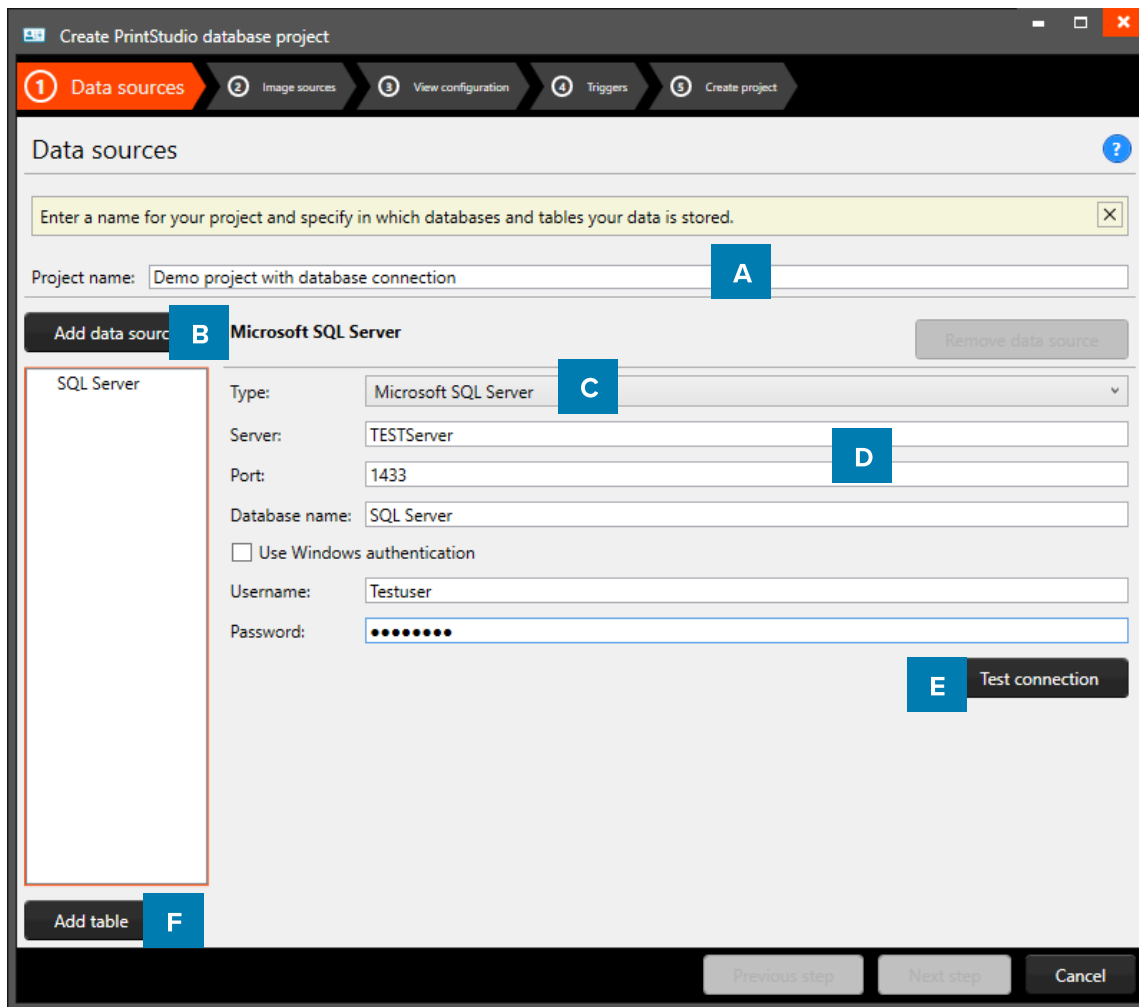 Create PrintStudio database project
1 Data sources 2 Image sources 3 View configuration 4 Triggers 5 Create project
Data sources ?
Enter a name for your project and specify in which databases and tables your data is stored.
A
Project name: Demo project with database connection
Add data sourc B Microsoft SQL Server Remove data source
SQL Server
Type: Microsoft SQL Server C
Server: TESTServer
D
Port: 1433
Database name: SQL Server
Use Windows authentication
Username: Testuser
Password: ••••••••
E Test connection
Add table F
Previous step Next step Cancel